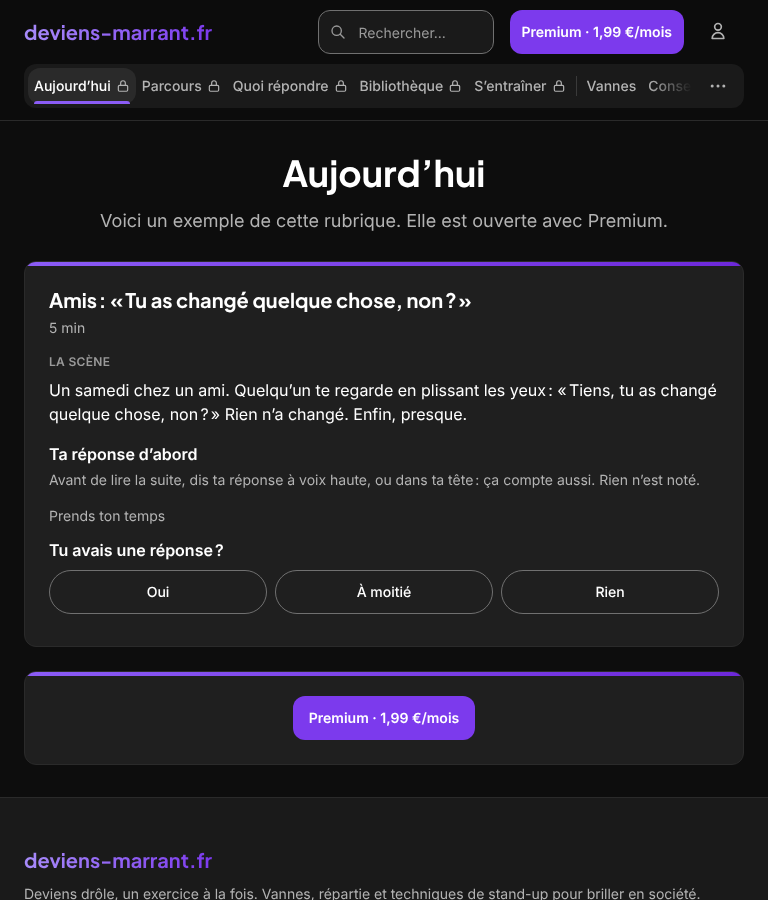 deviens-marrant.fr
Rechercher...
Premium · 1,99 €/mois
Aujourd’hui
Parcours
Quoi répondre
Bibliothèque
S’entraîner
Vannes
Aujourd’hui
Voici un exemple de cette rubrique. Elle est ouverte avec Premium.
Amis : « Tu as changé quelque chose, non ? »
5 min
LA SCÈNE
Un samedi chez un ami. Quelqu’un te regarde en plissant les yeux : « Tiens, tu as changé
quelque chose, non ? » Rien n’a changé. Enfin, presque.
Ta réponse d’abord
Avant de lire la suite, dis ta réponse à voix haute, ou dans ta tête : ça compte aussi. Rien n’est noté.
Prends ton temps
Tu avais une réponse ?
Oui
À moitié
Rien
Premium · 1,99 €/mois
deviens-marrant.fr
Deviens drôle, un exercice à la fois. Vannes, répartie et techniques de stand-up pour briller en société.